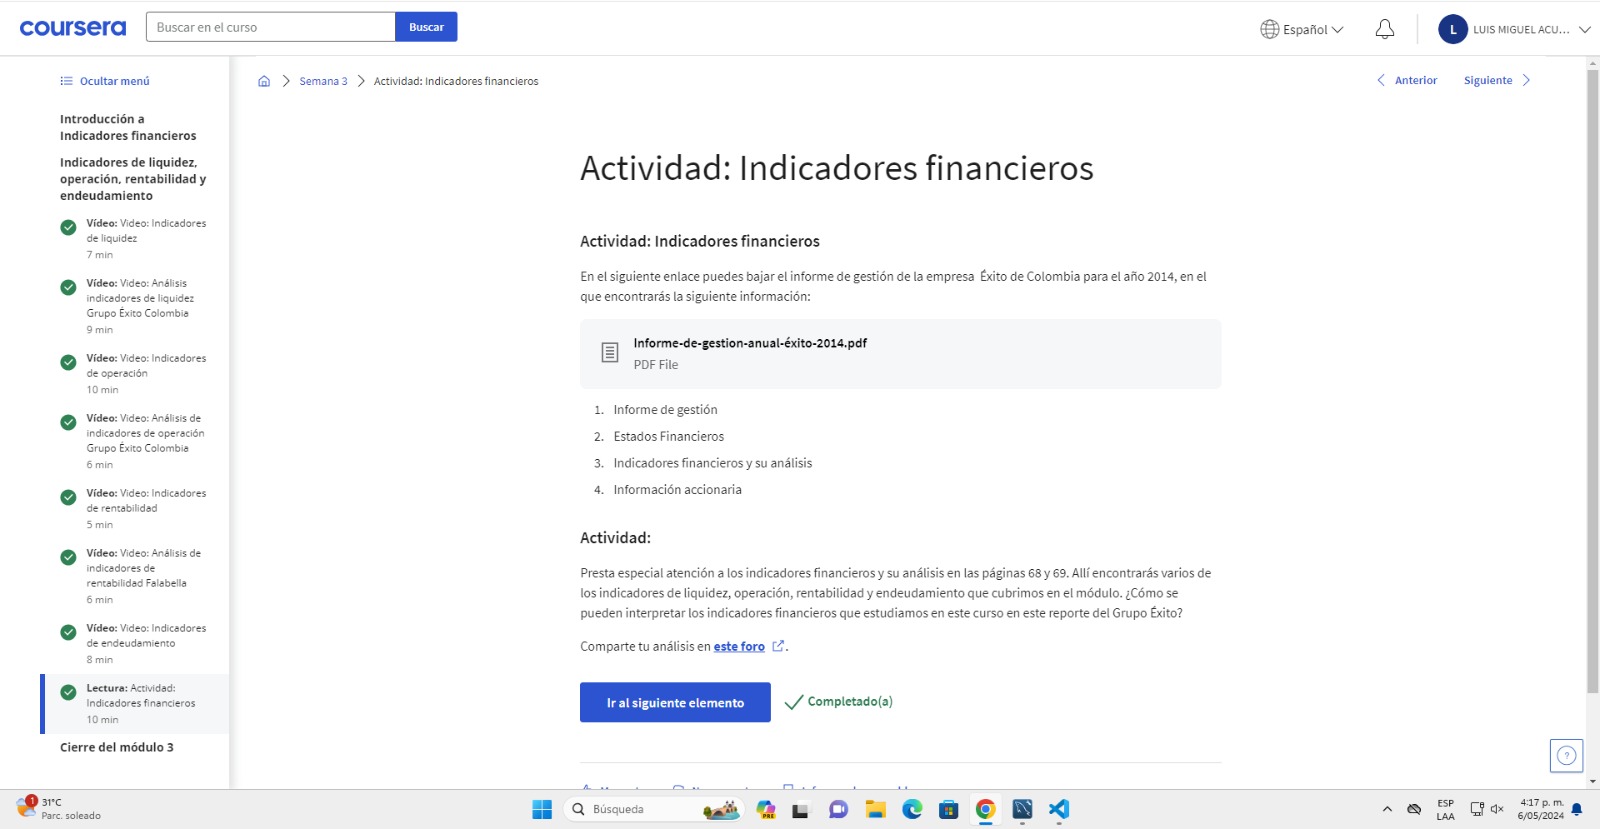 coursera
Buscar en el curso
Buscar
Español
L
LUIS MIGUEL ACU...
Ocultar menú
Semana 3
Actividad: Indicadores financieros
Anterior
Siguiente
Introducción a
Indicadores financieros
Indicadores de liquidez,
operación, rentabilidad y
endeudamiento
Vídeo: Video: Indicadores
de liquidez
7 min
Vídeo: Video: Análisis
indicadores de liquidez
Grupo Éxito Colombia
9 min
Vídeo: Video: Indicadores
de operación
10 min
Vídeo: Video: Análisis de
indicadores de operación
Grupo Éxito Colombia
6 min
Vídeo: Video: Indicadores
de rentabilidad
5 min
Vídeo: Video: Análisis de
indicadores de
rentabilidad Falabella
6 min
Vídeo: Video: Indicadores
de endeudamiento
8 min
Lectura: Actividad:
Indicadores financieros
10 min
Cierre del módulo 3
Actividad: Indicadores financieros
Actividad: Indicadores financieros
En el siguiente enlace puedes bajar el informe de gestión de la empresa Éxito de Colombia para el año 2014, en el
que encontrarás la siguiente información:
Informe-de-gestion-anual-éxito-2014.pdf
PDF File
1. Informe de gestión
2. Estados Financieros
3. Indicadores financieros y su análisis
4. Información accionaria
Actividad:
Presta especial atención a los indicadores financieros y su análisis en las páginas 68 y 69. Allí encontrarás varios de
los indicadores de liquidez, operación, rentabilidad y endeudamiento que cubrimos en el módulo. ¿Cómo se
pueden interpretar los indicadores financieros que estudiamos en este curso en este reporte del Grupo Éxito?
Comparte tu análisis en este foro.
Ir al siguiente elemento
Completado(a)
?
1
31°C
Parc. soleado
Búsqueda
PRE
ESP
LAA
4:17 p. m.
6/05/2024